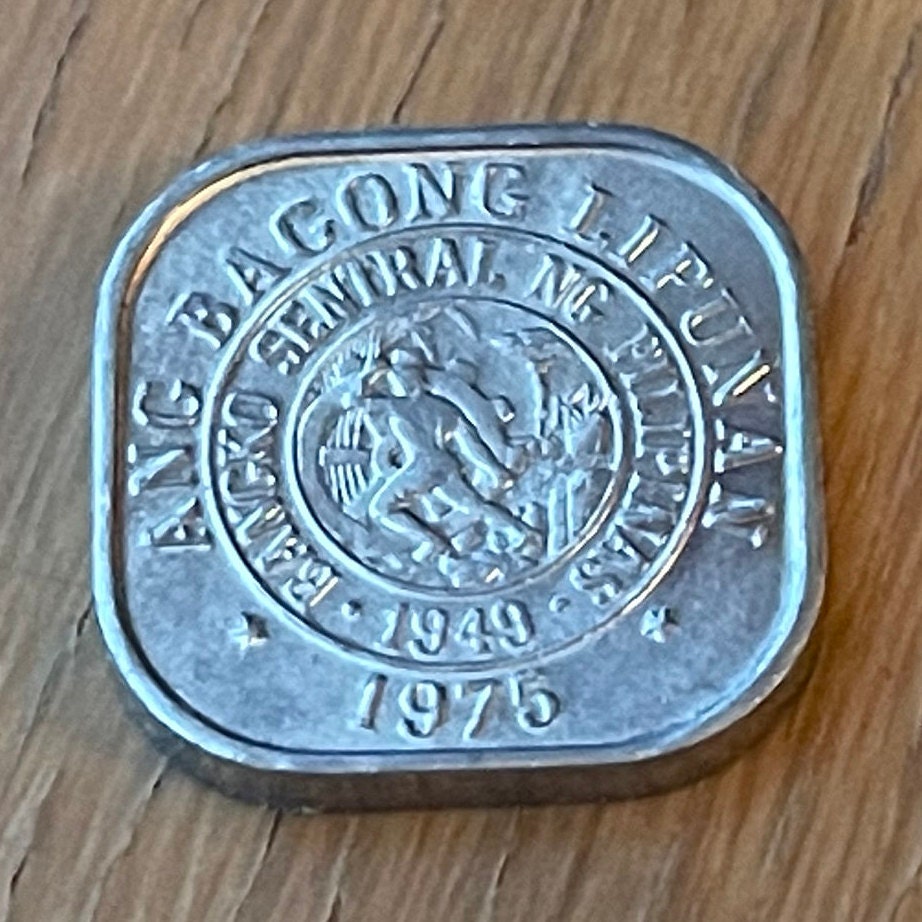 ANG BAGONG LIPUNAN
BANGKO SENTRAL NG PILIPINAS
1949
1975